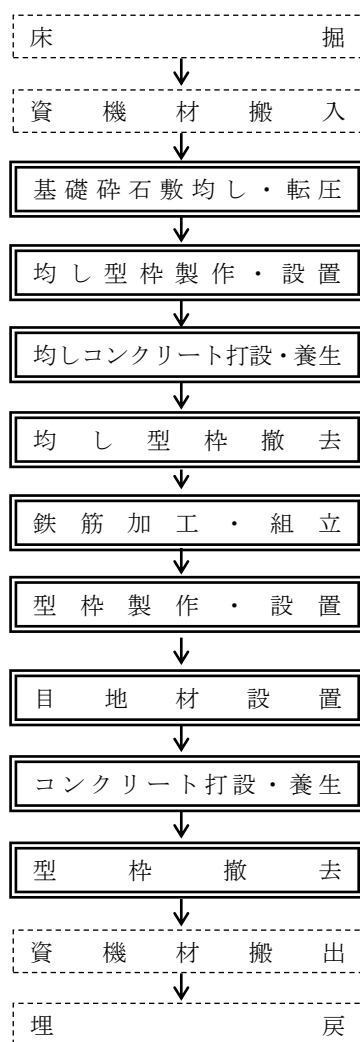 床掘
資機材搬入
基礎砕石敷均し・転圧
均し型枠製作・設置
均しコンクリート打設・養生
均し型枠撤去
鉄筋加工・組立
型枠製作・設置
目地材設置
コンクリート打設・養生
型枠撤去
資機材搬出
埋戻